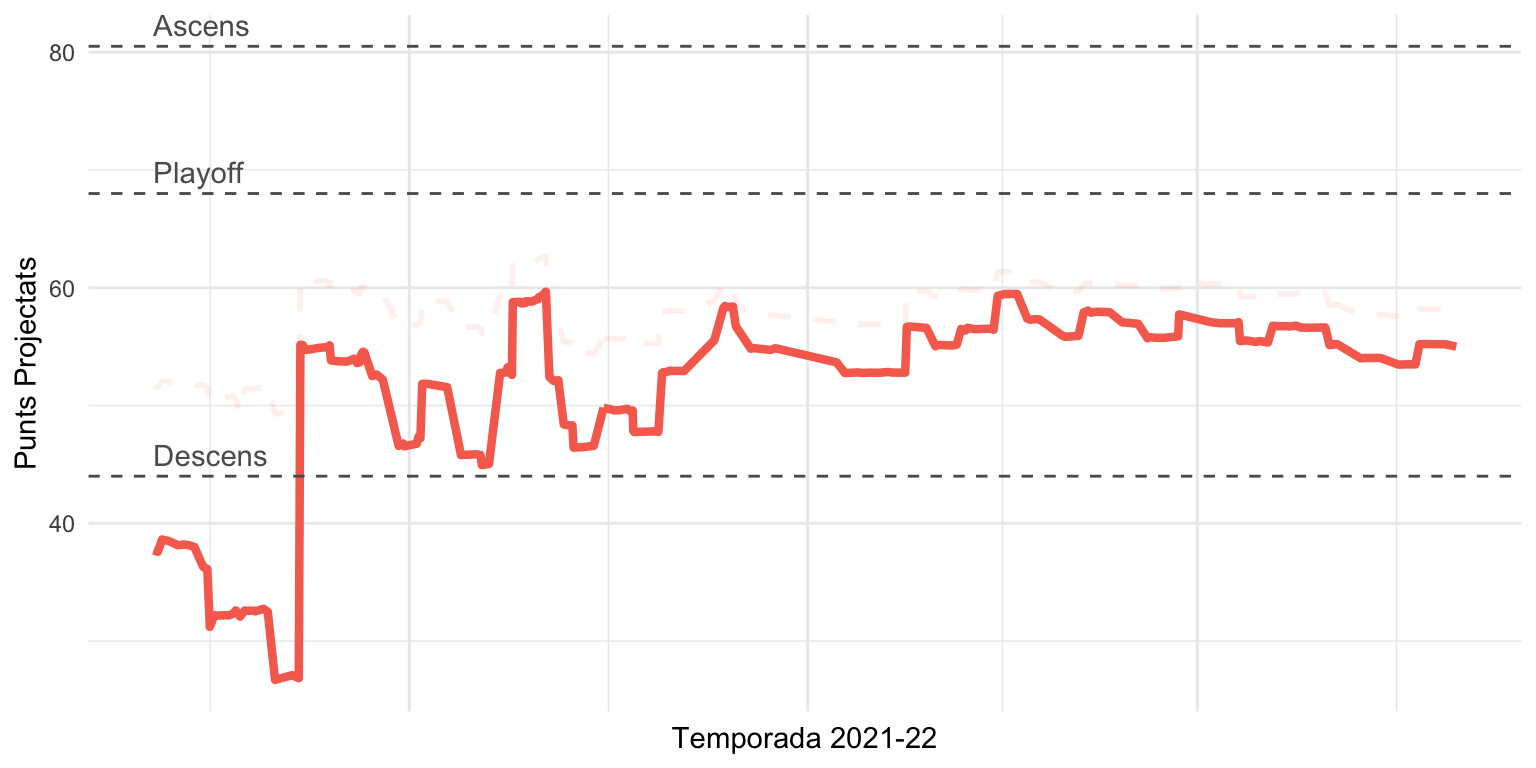 Ascens
80
Playoff
60
Descens
40
Punts Projectats
Temporada 2021-22